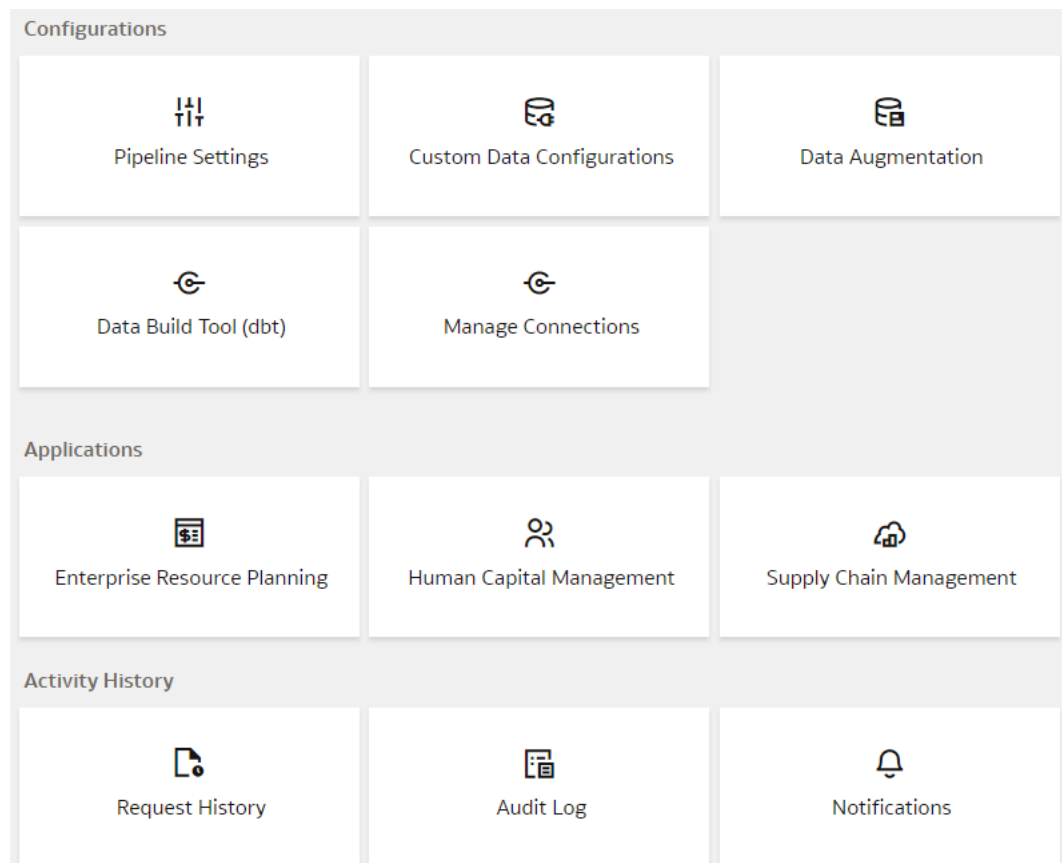 Configurations
Pipeline Settings
Custom Data Configurations
Data Augmentation
Data Build Tool (dbt)
Manage Connections
Applications
Enterprise Resource Planning
Human Capital Management
Supply Chain Management
Activity History
Request History
Audit Log
Notifications